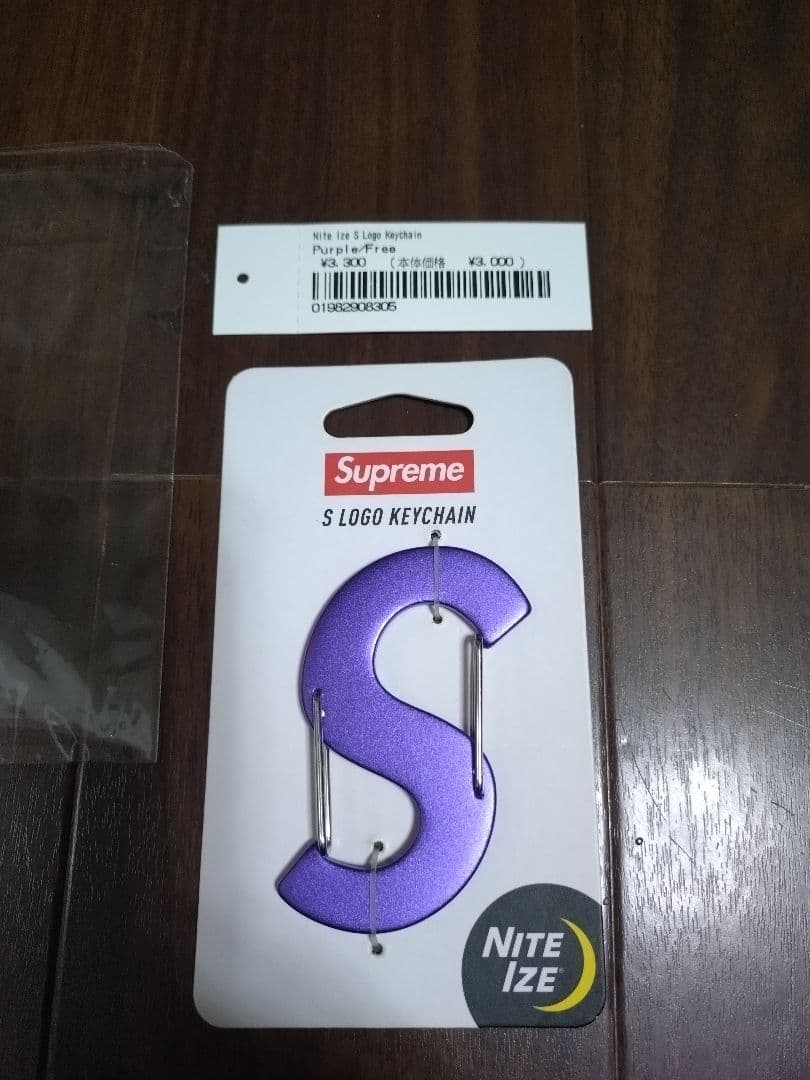 Nite Ize S Logo Keychain
Purple/Free
¥3,300 (本体価格 ¥3,000 )
01982908305
Supreme
S LOGO KEYCHAIN
NITE
IZE